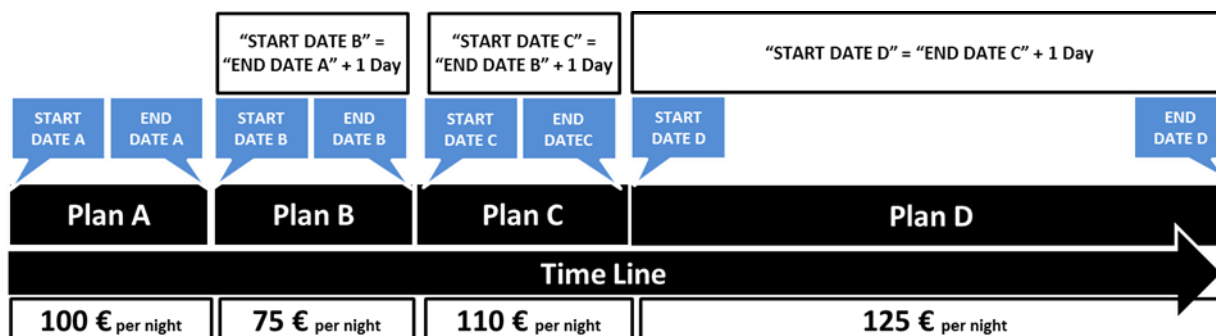 “START DATE B” =
“END DATE A” + 1 Day
“START DATE C” =
“END DATE B” + 1 Day
“START DATE D” = “END DATE C” + 1 Day
START
DATE A
END
DATE A
START
DATE B
END
DATE B
START
DATE C
END
DATEC
START
DATE D
END
DATE D
Plan A
Plan B
Plan C
Plan D
Time Line
100 € per night
75 € per night
110 € per night
125 € per night